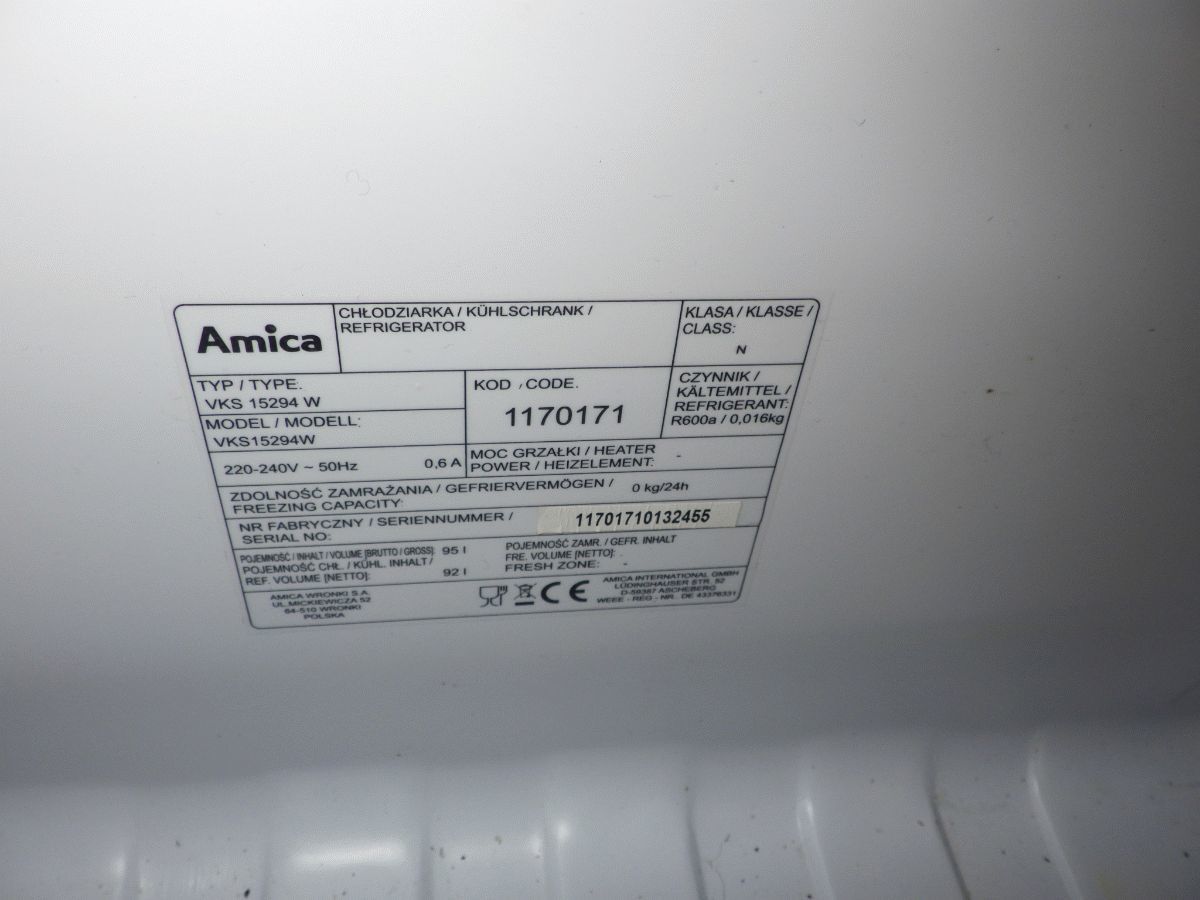 Amica
CHŁODZIARKA / KÜHLSCHRANK /
REFRIGERATOR
KLASA / KLASSE /
CLASS:
N
TYP / TYPE:
VKS 15294 W
MODEL / MODELL:
VKS15294W
KOD / CODE.
1170171
CZYNNIK /
KÄLTEMITTEL /
REFRIGERANT:
R600a / 0,016kg
220-240V ~ 50Hz 0,6 A
MOC GRZAŁKI / HEATER
POWER / HEIZELEMENT: -
ZDOLNOŚĆ ZAMRAŻANIA / GEFRIERVERMÖGEN / 0 kg/24h
FREEZING CAPACITY:
NR FABRYCZNY / SERIENNUMMER / 11701710132455
SERIAL NO:
POJEMNOŚĆ / INHALT / VOLUME [BRUTTO / GROSS]: 95 l
POJEMNOŚĆ CHŁ. / KÜHL. INHALT /
REF. VOLUME [NETTO]: 92 l
POJEMNOŚĆ ZAMR. / GEFR. INHALT
FRE. VOLUME [NETTO]: -
FRESH ZONE: -
AMICA WRONKI S.A.
UL.MICKIEWICZA 52
64-510 WRONKI
POLSKA
CE
AMICA INTERNATIONAL GMBH
LÜDINGHAUSER STR. 52
D-59387 ASCHEBERG
WEEE - REG - NR. DE 43376331